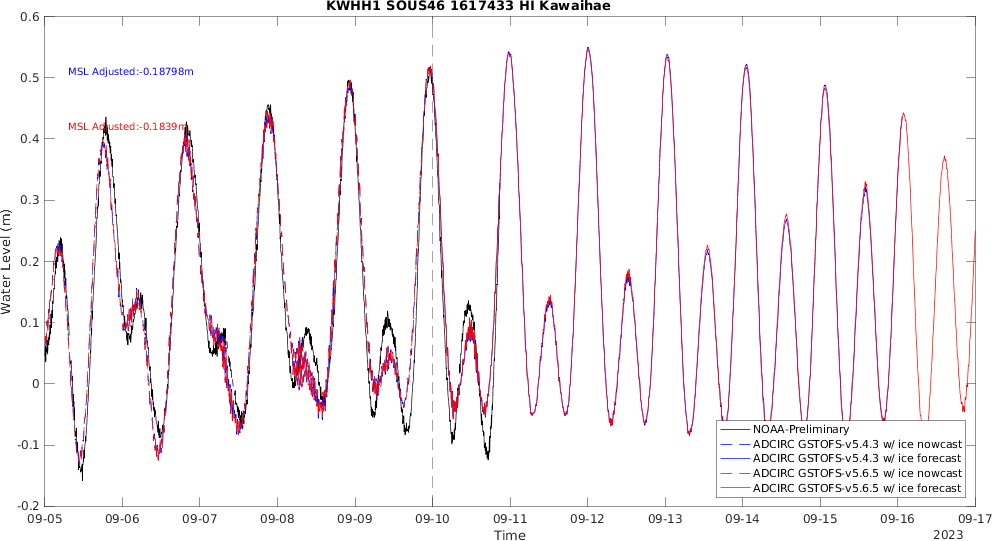 KWHH1 SOUS46 1617433 HI Kawaihae
0.6
0.5
0.4
0.3
0.2
0.1
0
-0.1
-0.2
Water Level (m)
MSL Adjusted:-0.18798m
MSL Adjusted:-0.1839m
NOAA-Preliminary
ADCIRC GSTOFS-v5.4.3 w/ ice nowcast
ADCIRC GSTOFS-v5.4.3 w/ ice forecast
ADCIRC GSTOFS-v5.6.5 w/ ice nowcast
ADCIRC GSTOFS-v5.6.5 w/ ice forecast
09-05 09-06 09-07 09-08 09-09 09-10 09-11 09-12 09-13 09-14 09-15 09-16 09-17
Time
2023